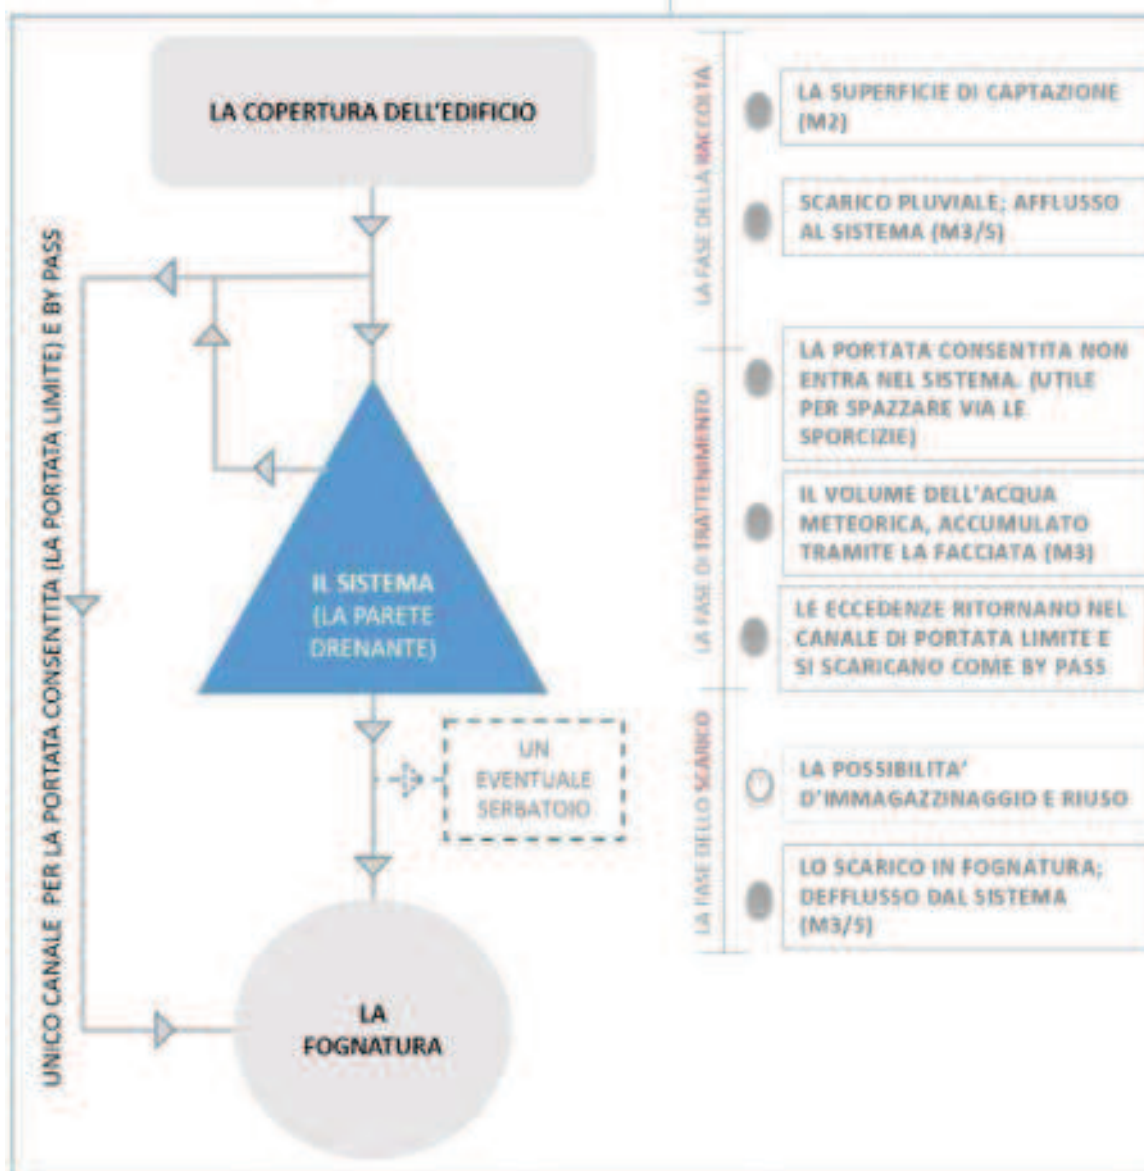 LA COPERTURA DELL'EDIFICIO
UNICO CANALE PER LA PORTATA CONSENTITA (LA PORTATA LIMITE) E BY PASS
IL SISTEMA
(LA PARETE
DRENANTE)
UN
EVENTUALE
SERBATOIO
LA
FOGNATURA
LA FASE DELLA RACCOLTA
LA SUPERFICIE DI CAPTAZIONE
(M2)
SCARICO PLUVIALE; AFFLUSSO
AL SISTEMA (M3/S)
LA FASE DI TRATTENIMENTO
LA PORTATA CONSENTITA NON
ENTRA NEL SISTEMA. (UTILE
PER SPAZZARE VIA LE
SPORCIZIE)
IL VOLUME DELL'ACQUA
METEORICA, ACCUMULATO
TRAMITE LA FACCIATA (M3)
LE ECCEDENZE RITORNANO NEL
CANALE DI PORTATA LIMITE E
SI SCARICANO COME BY PASS
LA FASE DELLO SCARICO
LA POSSIBILITA'
D'IMMAGAZZINAGGIO E RIUSO
LO SCARICO IN FOGNATURA;
DEFFLUSSO DAL SISTEMA
(M3/S)